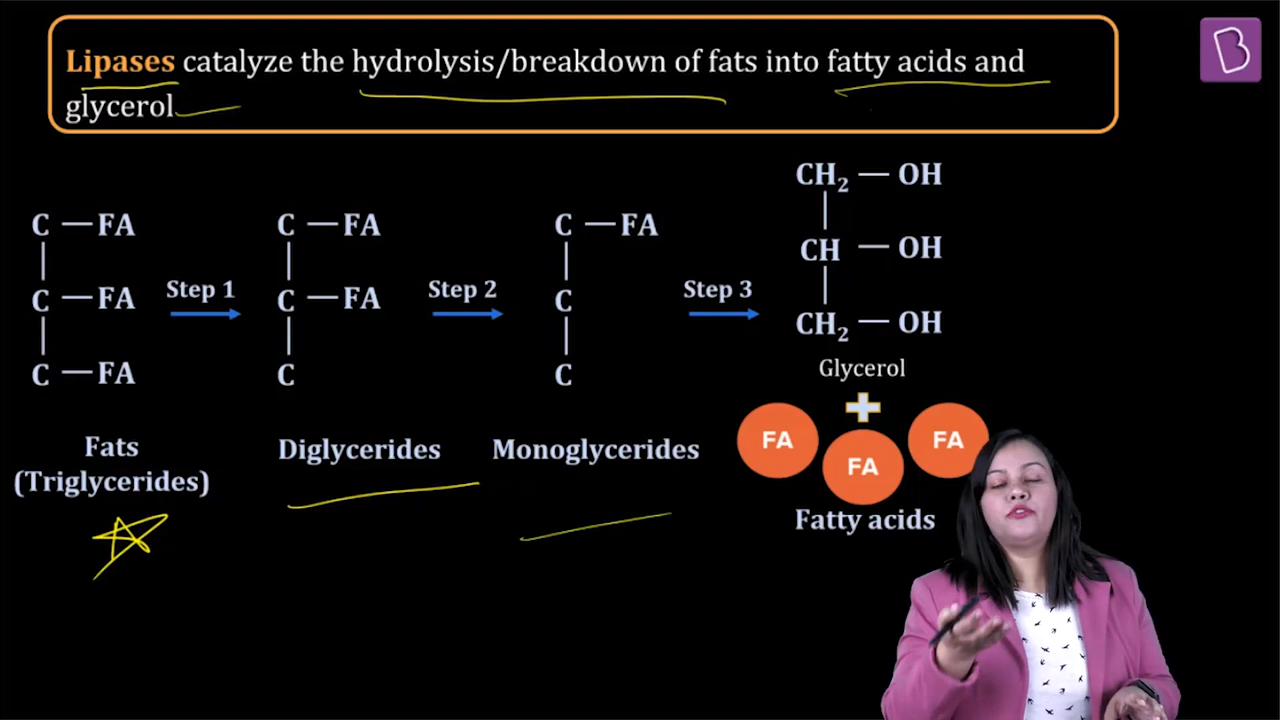 Lipases catalyze the hydrolysis/breakdown of fats into fatty acids and
glycerol
C — FA
C — FA
C — FA
Fats
(Triglycerides)
Step 1
C — FA
C — FA
C
Diglycerides
Step 2
C — FA
C
C
Monoglycerides
Step 3
CH₂ — OH
CH — OH
CH₂ — OH
Glycerol
FA
FA
FA
Fatty acids
B